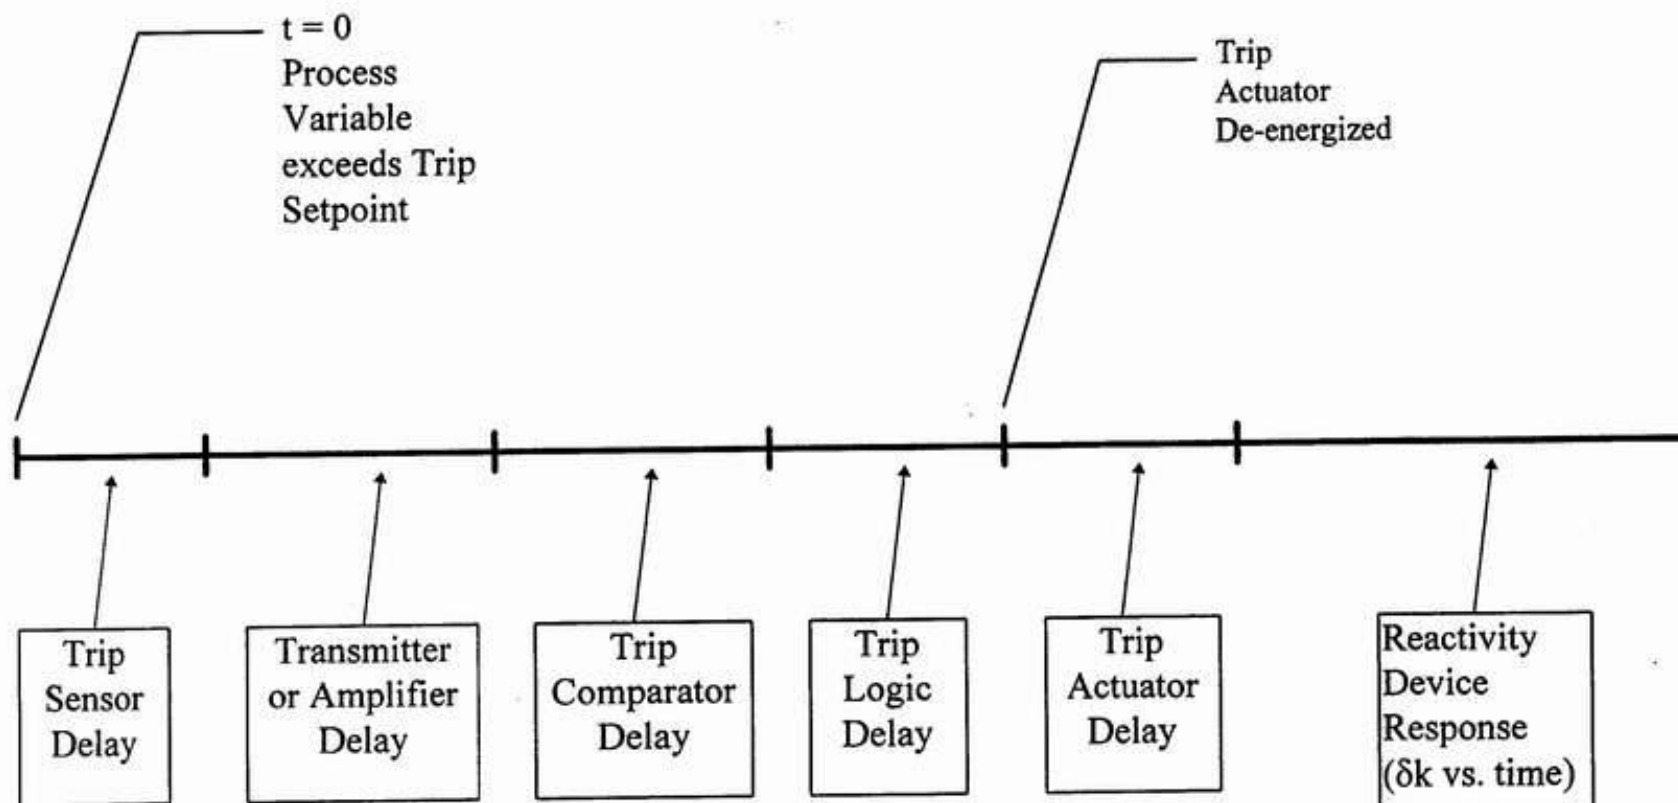 t = 0
Process
Variable
exceeds Trip
Setpoint
Trip
Actuator
De-energized
Trip
Sensor
Delay
Transmitter
or Amplifier
Delay
Trip
Comparator
Delay
Trip
Logic
Delay
Trip
Actuator
Delay
Reactivity
Device
Response
(δk vs. time)